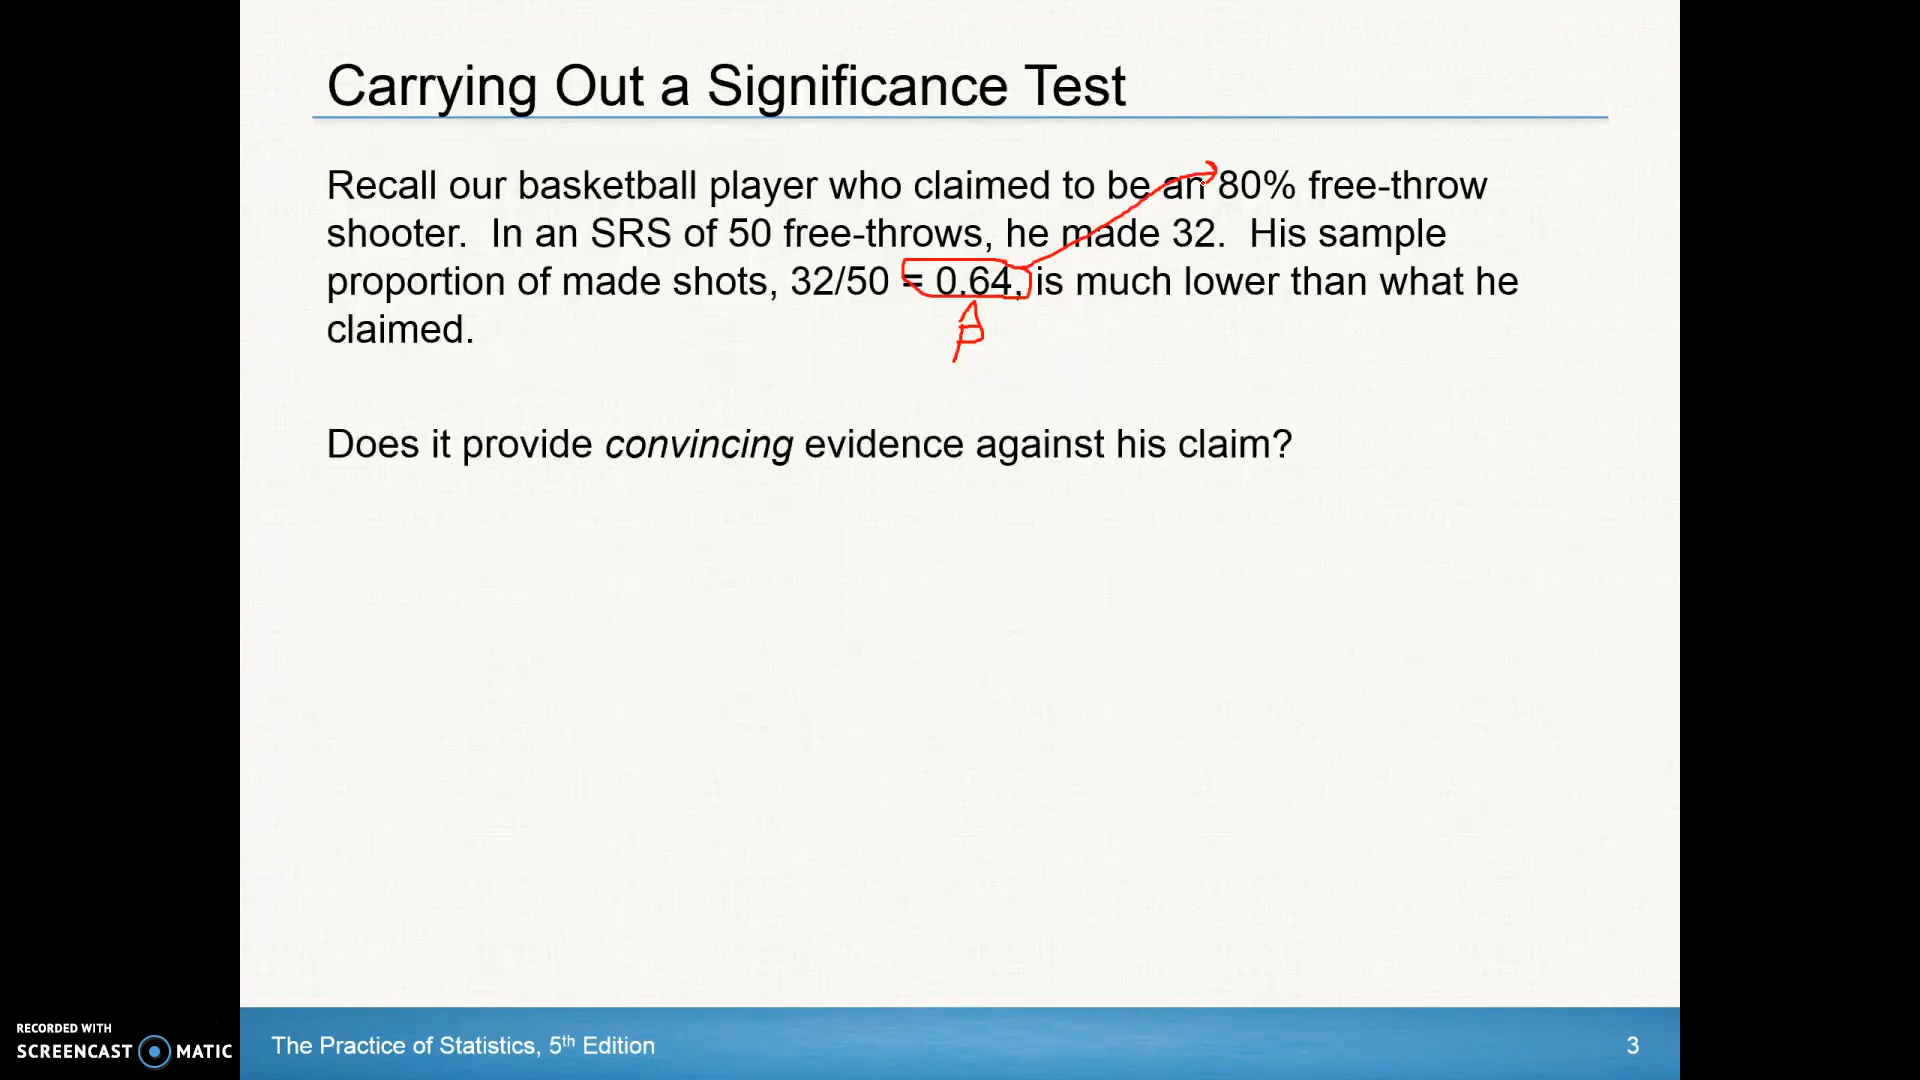 Carrying Out a Significance Test
Recall our basketball player who claimed to be an 80% free-throw
shooter.  In an SRS of 50 free-throws, he made 32.  His sample
proportion of made shots, 32/50 = 0.64, is much lower than what he
claimed.
p̂
Does it provide convincing evidence against his claim?
RECORDED WITH
SCREENCAST MATIC
The Practice of Statistics, 5th Edition
3